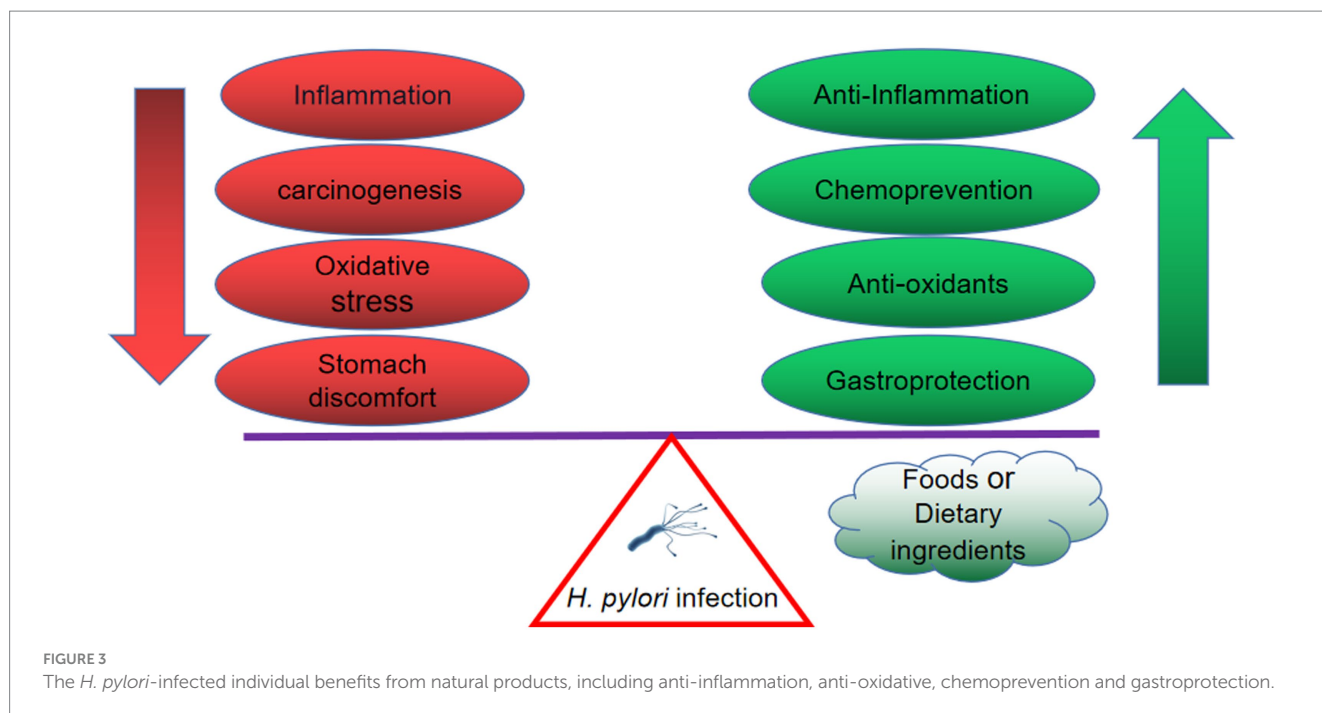 Inflammation
carcinogenesis
Oxidative
stress
Stomach
discomfort
Anti-Inflammation
Chemoprevention
Anti-oxidants
Gastroprotection
Foods or
Dietary
ingredients
H. pylori infection
FIGURE 3
The H. pylori-infected individual benefits from natural products, including anti-inflammation, anti-oxidative, chemoprevention and gastroprotection.